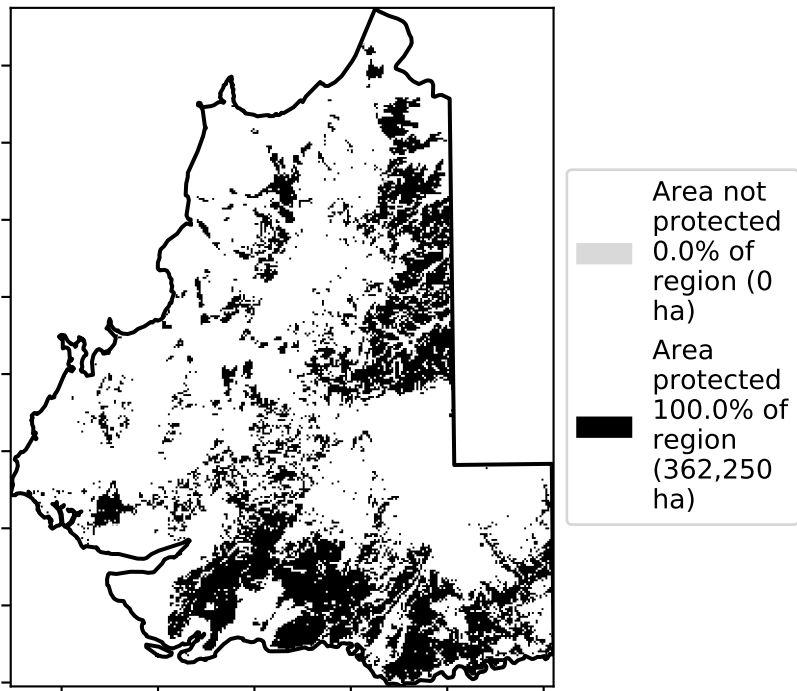 Area not
protected
0.0% of
region (0
ha)
Area
protected
100.0% of
region
(362,250
ha)